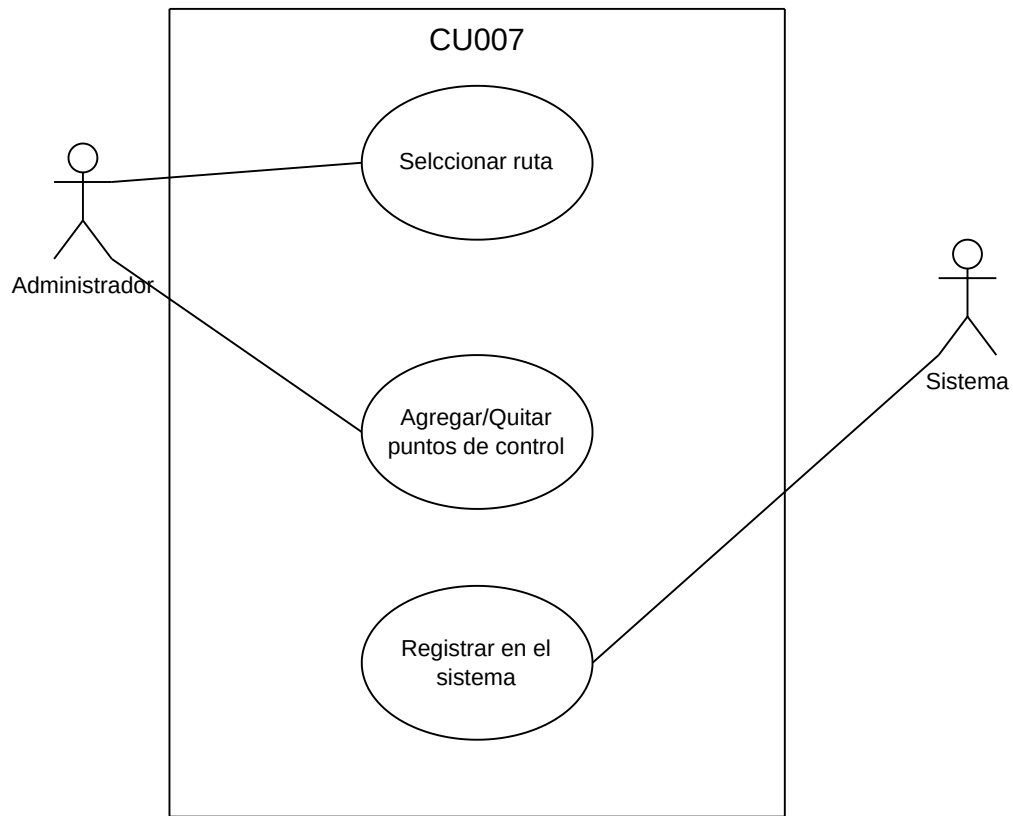 CU007
Selccionar ruta
Administrador
Sistema
Agregar/Quitar
puntos de control
Registrar en el
sistema